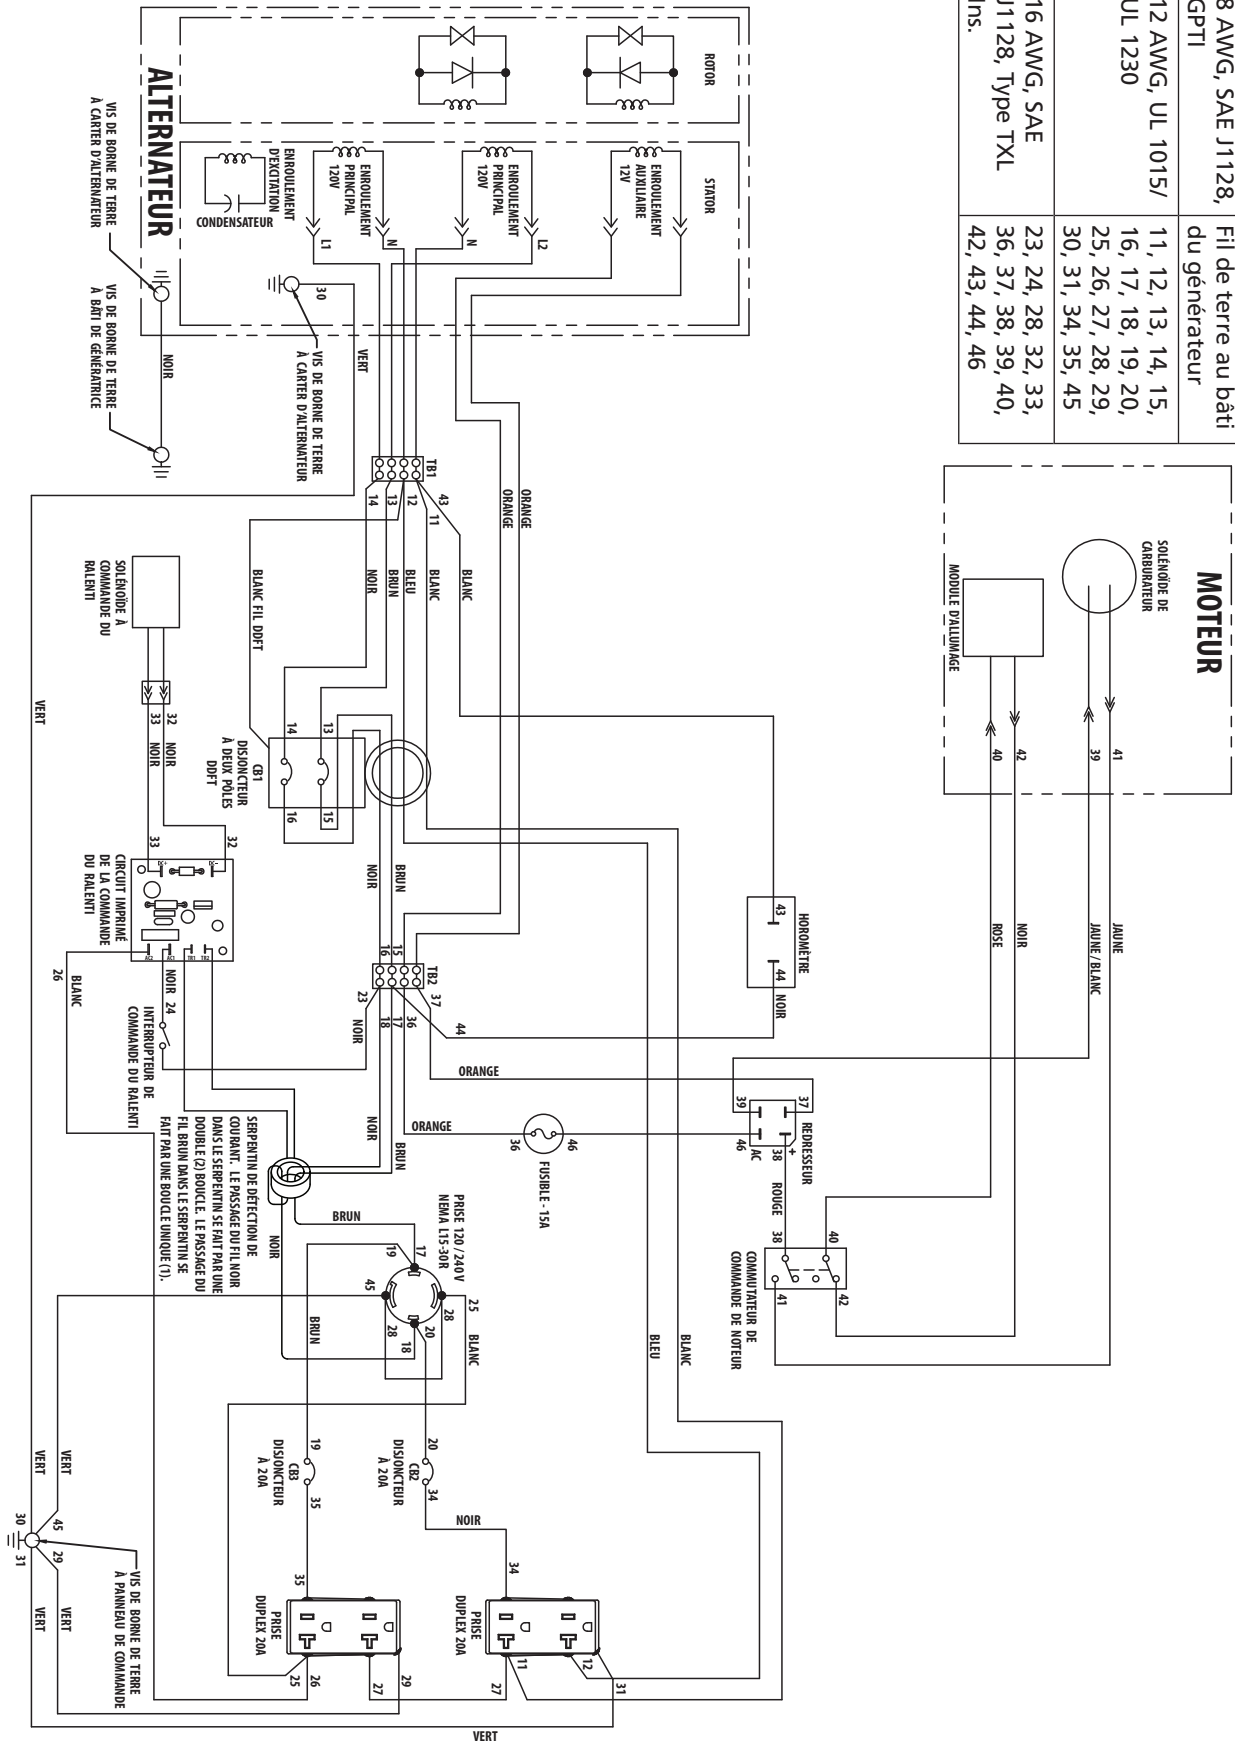 8 AWG, SAE J1128,
GPTI
Fil de terre au bâti
du générateur
12 AWG, UL 1015/
UL 1230
11, 12, 13, 14, 15,
16, 17, 18, 19, 20,
25, 26, 27, 28, 29,
30, 31, 34, 35, 45
16 AWG, SAE
J1128, Type TXL
Ins.
23, 24, 28, 32, 33,
36, 37, 38, 39, 40,
42, 43, 44, 46
MOTEUR
SOLÉNOÏDE DE
CARBURATEUR
MODULE D'ALLUMAGE
41
39
42
40
JAUNE
JAUNE / BLANC
NOIR
ROSE
ROTOR
STATOR
ALTERNATEUR
ENROULEMENT
AUXILIAIRE
12V
ENROULEMENT
PRINCIPAL
120V
ENROULEMENT
PRINCIPAL
120V
ENROULEMENT
D'EXCITATION
CONDENSATEUR
L2
N
N
L1
30
VERT
VIS DE BORNE DE TERRE
À CARTER D'ALTERNATEUR
VIS DE BORNE DE TERRE
À CARTER D'ALTERNATEUR
VIS DE BORNE DE TERRE
À BÂTI DE GÉNÉRATRICE
NOIR
TB1
43
11
12
13
14
ORANGE
ORANGE
BLANC
BLANC
BLEU
BRUN
NOIR
BLANC FIL DDFT
SOLÉNOÏDE À
COMMANDE DU
RALENTI
32
33
NOIR
NOIR
VERT
13
14
15
16
CB1
DISJONCTEUR
À DEUX PÔLES
DDFT
32
33
DC-
DC+
TR2
TR1
AC1
AC2
CIRCUIT IMPRIMÉ
DE LA COMMANDE
DU RALENTI
BRUN
NOIR
15
16
TB2
37
36
17
18
23
44
NOIR
NOIR 24
INTERRUPTEUR DE
COMMANDE DU RALENTI
BLANC
26
HOROMÈTRE
43
44
NOIR
ORANGE
ORANGE
36
46
FUSIBLE - 15A
REDRESSEUR
37
39
38
+
46
AC
ROUGE
38
40
41
42
COMMUTATEUR DE
COMMANDE DE NOTEUR
BRUN
NOIR
SERPENTIN DE DÉTECTION DE
COURANT. LE PASSAGE DU FIL NOIR
DANS LE SERPENTIN SE FAIT PAR UNE
DOUBLE (2) BOUCLE. LE PASSAGE DU
FIL BRUN DANS LE SERPENTIN SE
FAIT PAR UNE BOUCLE UNIQUE (1).
BRUN
NOIR
PRISE 120 / 240V
NEMA L15-30R
17
19
45
25
28
28
20
18
BRUN
BLANC
BLEU
BLANC
20
34
CB2
DISJONCTEUR
À 20A
19
35
CB3
DISJONCTEUR
À 20A
NOIR
34
35
PRISE
DUPLEX 20A
PRISE
DUPLEX 20A
12
11
31
27
27
29
26
25
VERT
VERT
45
29
30
31
VERT
VERT
VIS DE BORNE DE TERRE
À PANNEAU DE COMMANDE
VERT